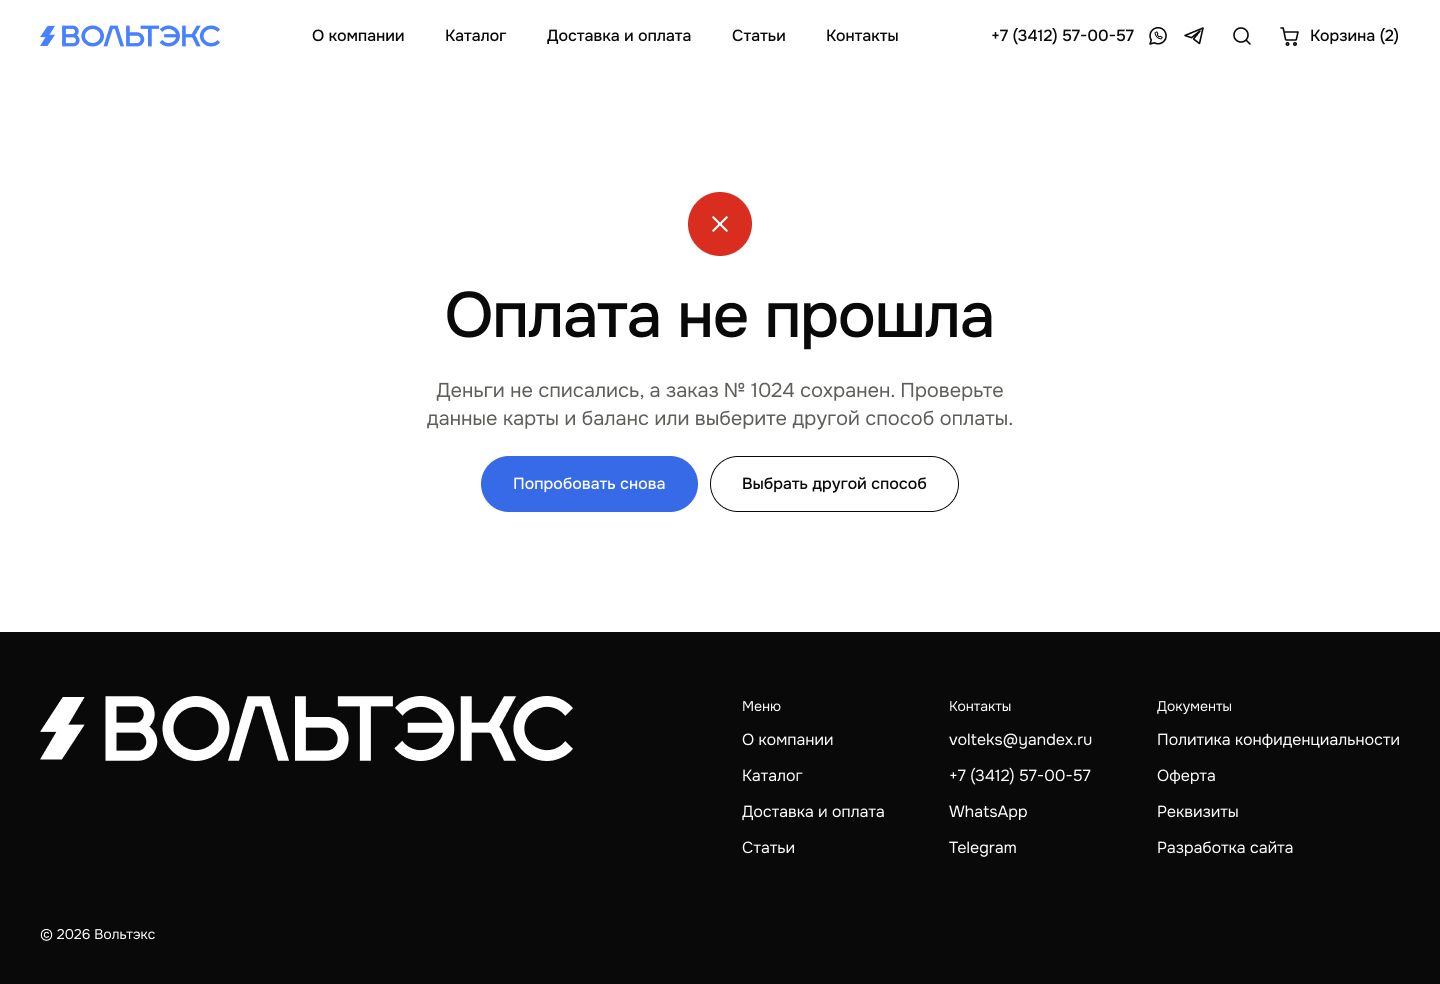 ВОЛЬТЭКС
О компании
Каталог
Доставка и оплата
Статьи
Контакты
+7 (3412) 57-00-57
Корзина (2)
Оплата не прошла
Деньги не списались, а заказ № 1024 сохранен. Проверьте
данные карты и баланс или выберите другой способ оплаты.
Попробовать снова
Выбрать другой способ
ВОЛЬТЭКС
Меню
О компании
Каталог
Доставка и оплата
Статьи
Контакты
volteks@yandex.ru
+7 (3412) 57-00-57
WhatsApp
Telegram
Документы
Политика конфиденциальности
Оферта
Реквизиты
Разработка сайта
© 2026 Вольтэкс